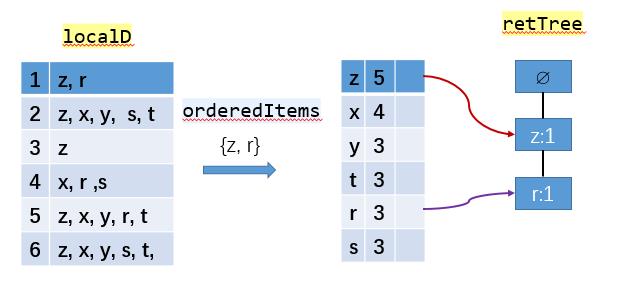 localD
retTree
1 z, r
2 z, x, y, s, t
3 z
4 x, r ,s
5 z, x, y, r, t
6 z, x, y, s, t,
orderedItems
{z, r}
z 5
x 4
y 3
t 3
r 3
s 3
∅
z:1
r:1